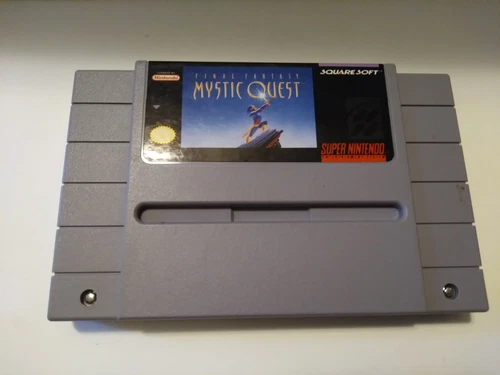 Nintendo
FINAL FANTASY
MYSTIC QUEST
SQUARESOFT
SUPER NINTENDO